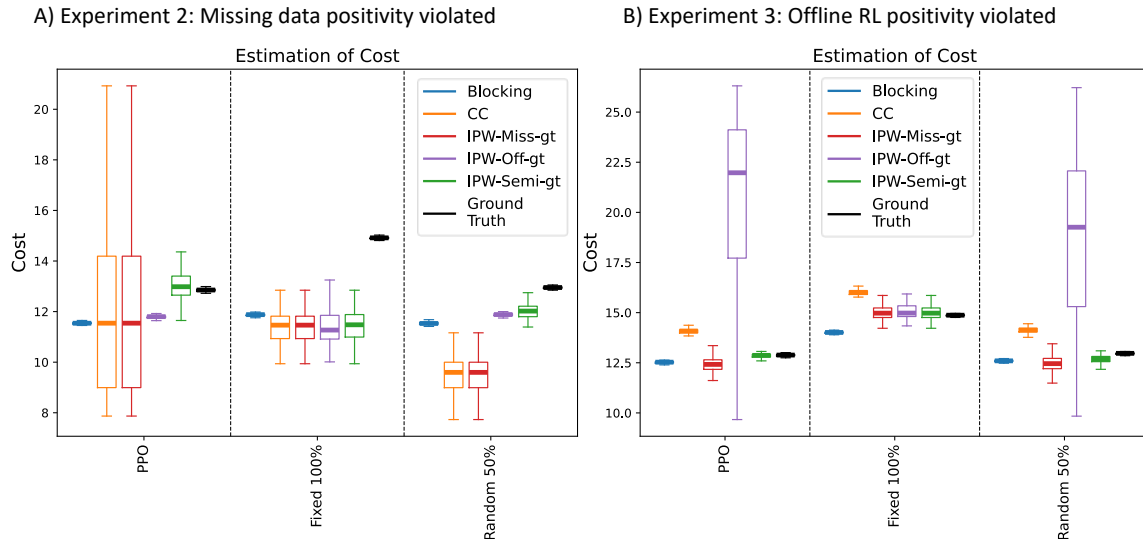 A) Experiment 2: Missing data positivity violated
Estimation of Cost
Cost
20
18
16
14
12
10
8
Blocking
CC
IPW-Miss-gt
IPW-Off-gt
IPW-Semi-gt
Ground
Truth
PPO
Fixed 100%
Random 50%
B) Experiment 3: Offline RL positivity violated
Estimation of Cost
Cost
25.0
22.5
20.0
17.5
15.0
12.5
10.0
Blocking
CC
IPW-Miss-gt
IPW-Off-gt
IPW-Semi-gt
Ground
Truth
PPO
Fixed 100%
Random 50%